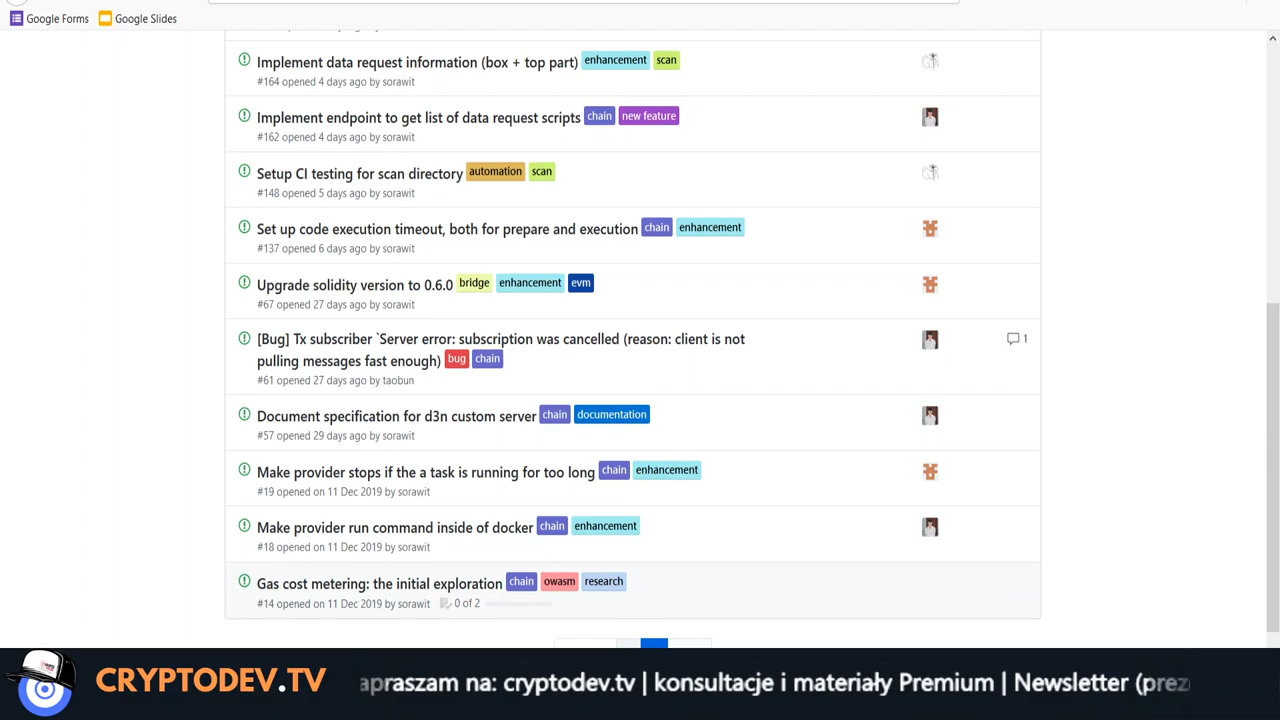 Google Forms Google Slides
Implement data request information (box + top part) enhancement scan
#164 opened 4 days ago by sorawit
Implement endpoint to get list of data request scripts chain new feature
#162 opened 4 days ago by sorawit
Setup CI testing for scan directory automation scan
#148 opened 5 days ago by sorawit
Set up code execution timeout, both for prepare and execution chain enhancement
#137 opened 6 days ago by sorawit
Upgrade solidity version to 0.6.0 bridge enhancement evm
#67 opened 27 days ago by sorawit
[Bug] Tx subscriber `Server error: subscription was cancelled (reason: client is not
pulling messages fast enough) bug chain
1
#61 opened 27 days ago by taobun
Document specification for d3n custom server chain documentation
#57 opened 29 days ago by sorawit
Make provider stops if the a task is running for too long chain enhancement
#19 opened on 11 Dec 2019 by sorawit
Make provider run command inside of docker chain enhancement
#18 opened on 11 Dec 2019 by sorawit
Gas cost metering: the initial exploration chain owasm research
#14 opened on 11 Dec 2019 by sorawit 0 of 2
CRYPTODEV.TV
apraszam na: cryptodev.tv | konsultacje i materiały Premium | Newsletter (prez